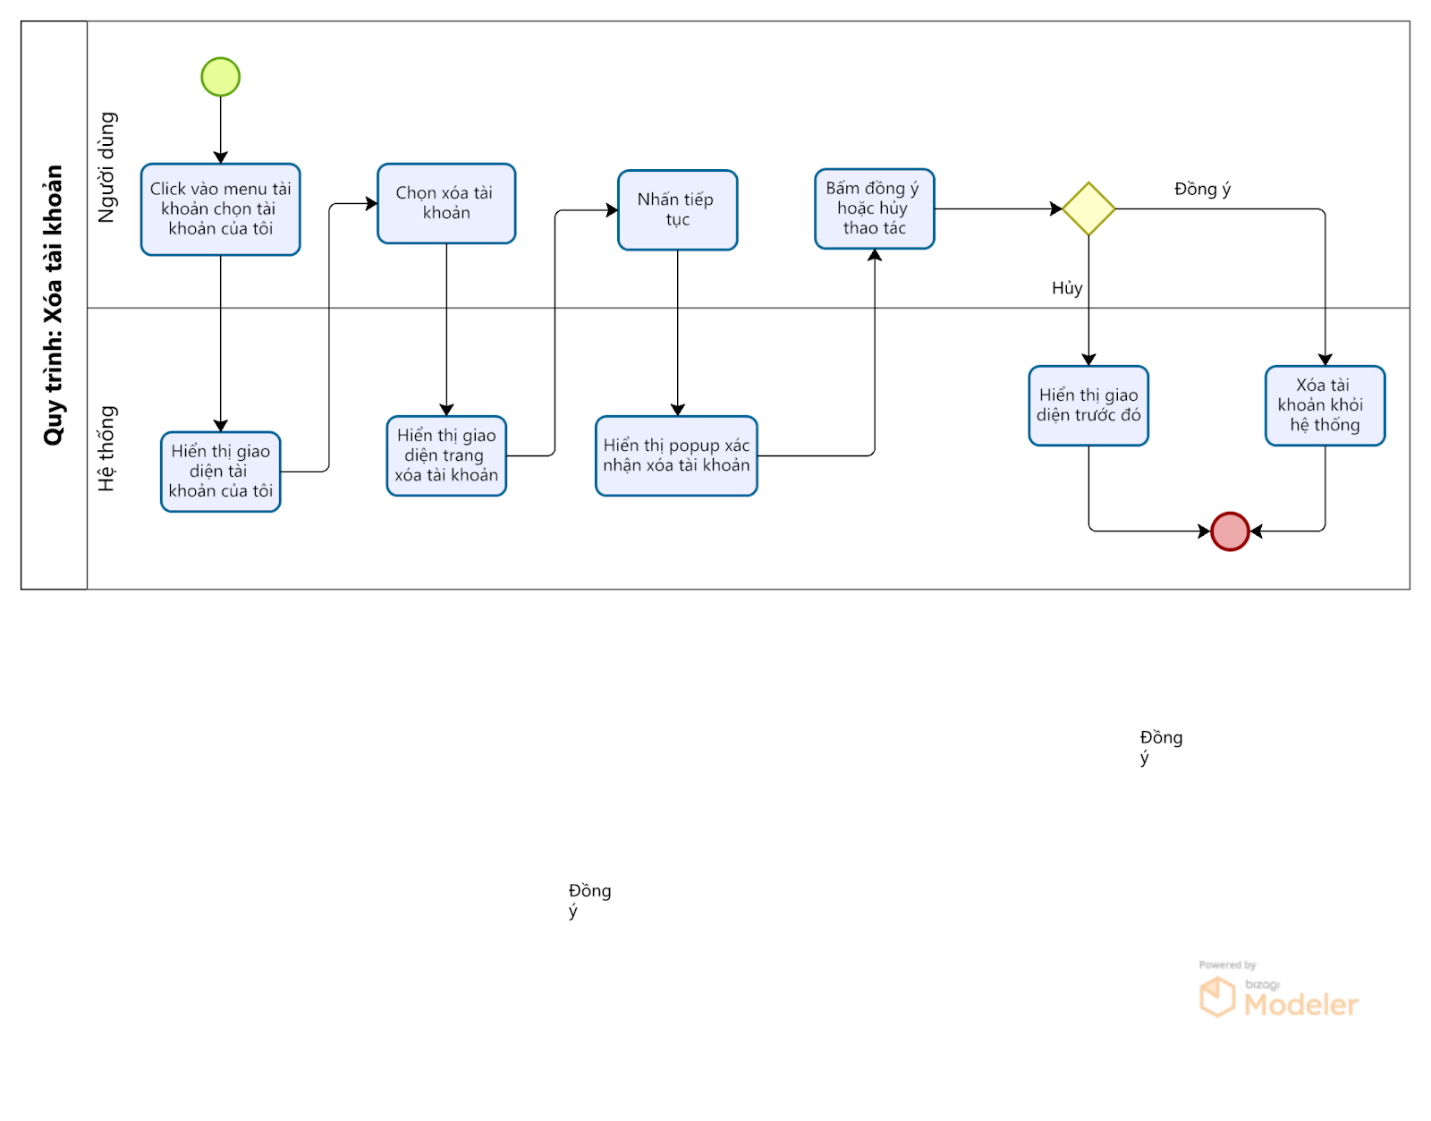 Quy trình: Xóa tài khoản
Người dùng
Click vào menu tài
khoản chọn tài
khoản của tôi
Chọn xóa tài
khoản
Nhấn tiếp
tục
Bấm đồng ý
hoặc hủy
thao tác
Đồng ý
Hủy
Hệ thống
Hiển thị giao
diện tài
khoản của tôi
Hiển thị giao
diện trang
xóa tài khoản
Hiển thị popup xác
nhận xóa tài khoản
Hiển thị giao
diện trước đó
Xóa tài
khoản khỏi
hệ thống
Đồng
ý
Đồng
ý
Powered by
bizagi
Modeler